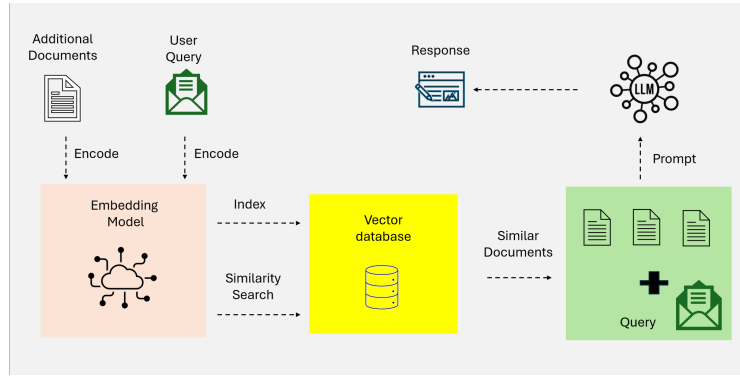 Additional
Documents
User
Query
Response
LLM
Encode
Encode
Prompt
Embedding
Model
Index
Vector
database
Similarity
Search
Similar
Documents
Query